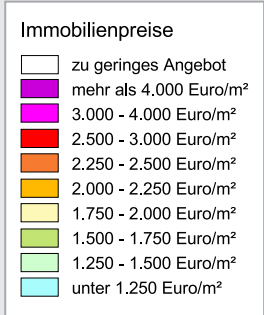 Immobilienpreise
zu geringes Angebot
mehr als 4.000 Euro/m²
3.000 - 4.000 Euro/m²
2.500 - 3.000 Euro/m²
2.250 - 2.500 Euro/m²
2.000 - 2.250 Euro/m²
1.750 - 2.000 Euro/m²
1.500 - 1.750 Euro/m²
1.250 - 1.500 Euro/m²
unter 1.250 Euro/m²